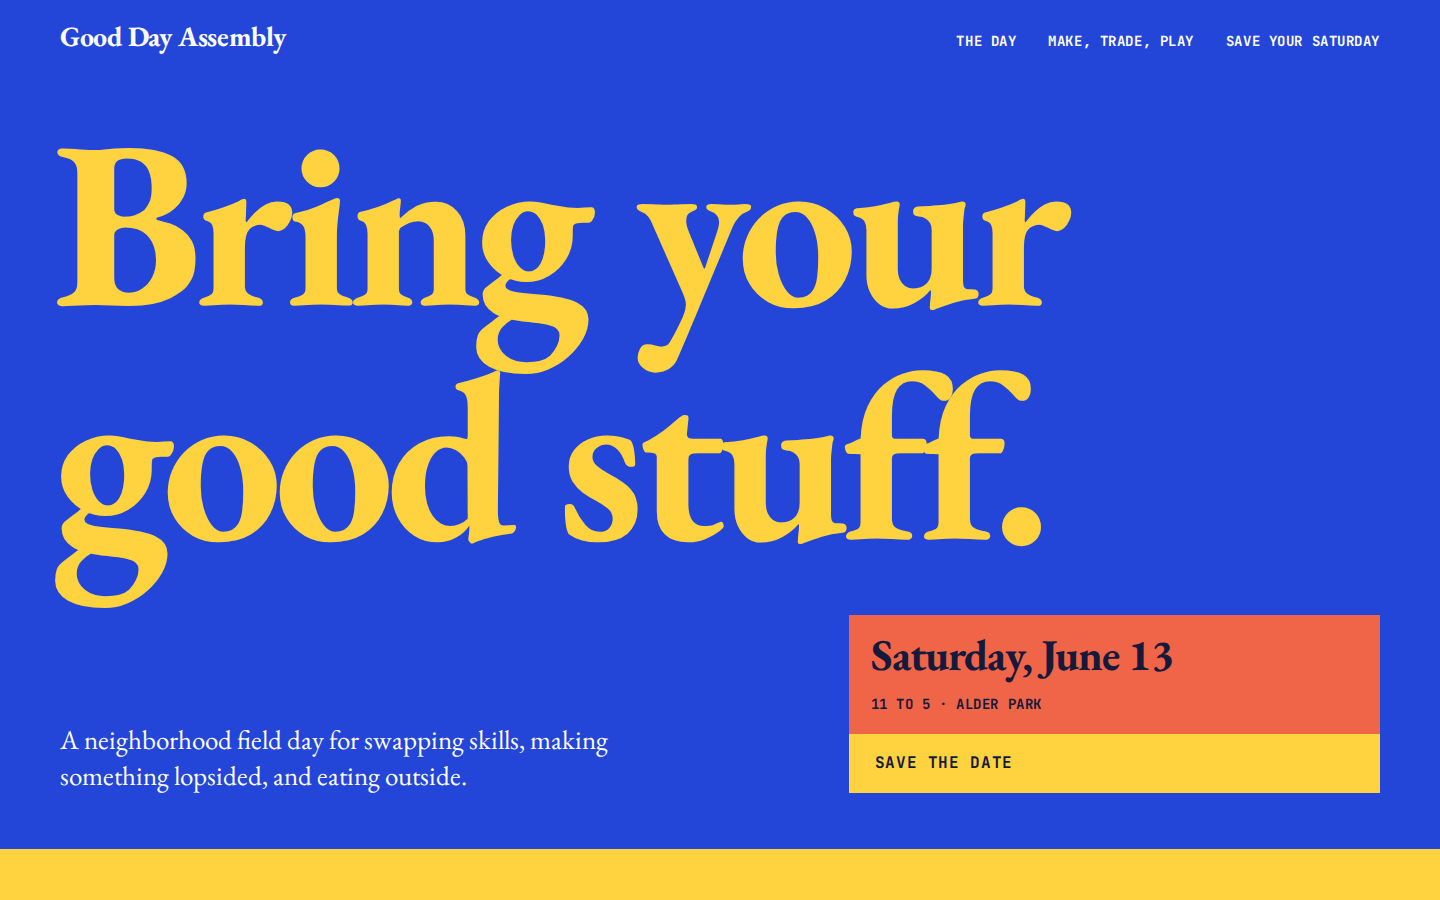 Good Day Assembly
THE DAY
MAKE, TRADE, PLAY
SAVE YOUR SATURDAY
Bring your
good stuff.
A neighborhood field day for swapping skills, making
something lopsided, and eating outside.
Saturday, June 13
11 TO 5 · ALDER PARK
SAVE THE DATE